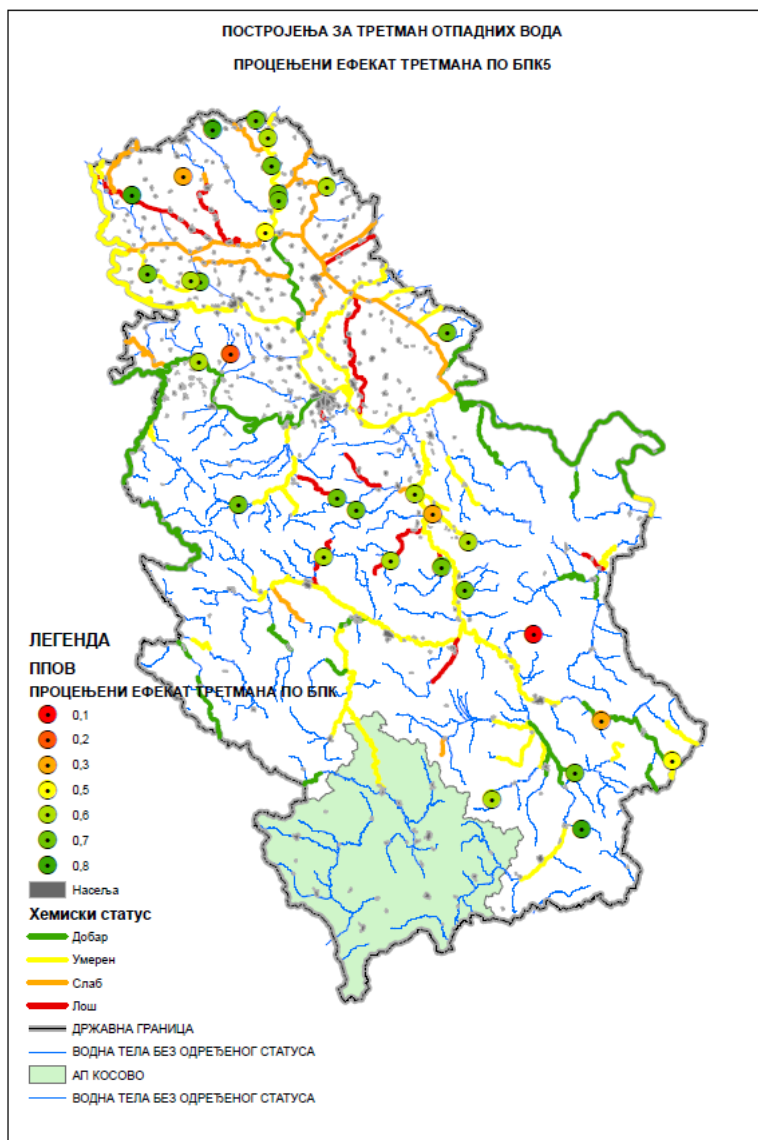 ПОСТРОЈЕЊА ЗА ТРЕТМАН ОТПАДНИХ ВОДА
ПРОЦЕЊЕНИ ЕФЕКАТ ТРЕТМАНА ПО БПК5
ЛЕГЕНДА
ППОВ
ПРОЦЕЊЕНИ ЕФЕКАТ ТРЕТМАНА ПО БПК
0,1
0,2
0,3
0,5
0,6
0,7
0,8
Насеља
Хемиски статус
Добар
Умерен
Слаб
Лош
ДРЖАВНА ГРАНИЦА
ВОДНА ТЕЛА БЕЗ ОДРЕЂЕНОГ СТАТУСА
АП КОСОВО
ВОДНА ТЕЛА БЕЗ ОДРЕЂЕНОГ СТАТУСА